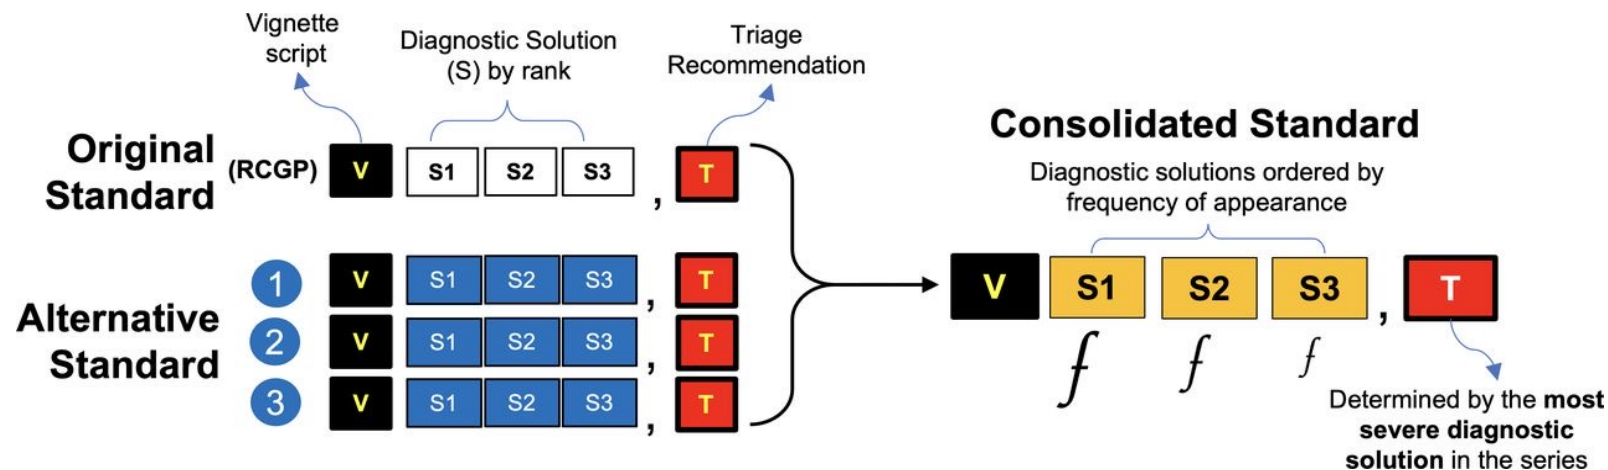 Vignette
script
Diagnostic Solution
(S) by rank
Triage
Recommendation
Original
Standard
(RCGP)
V
S1
S2
S3
,
T
Alternative
Standard
1
V
S1
S2
S3
,
T
2
V
S1
S2
S3
,
T
3
V
S1
S2
S3
,
T
Consolidated Standard
Diagnostic solutions ordered by
frequency of appearance
V
S1
S2
S3
,
T
f
f
f
Determined by the most
severe diagnostic
solution in the series